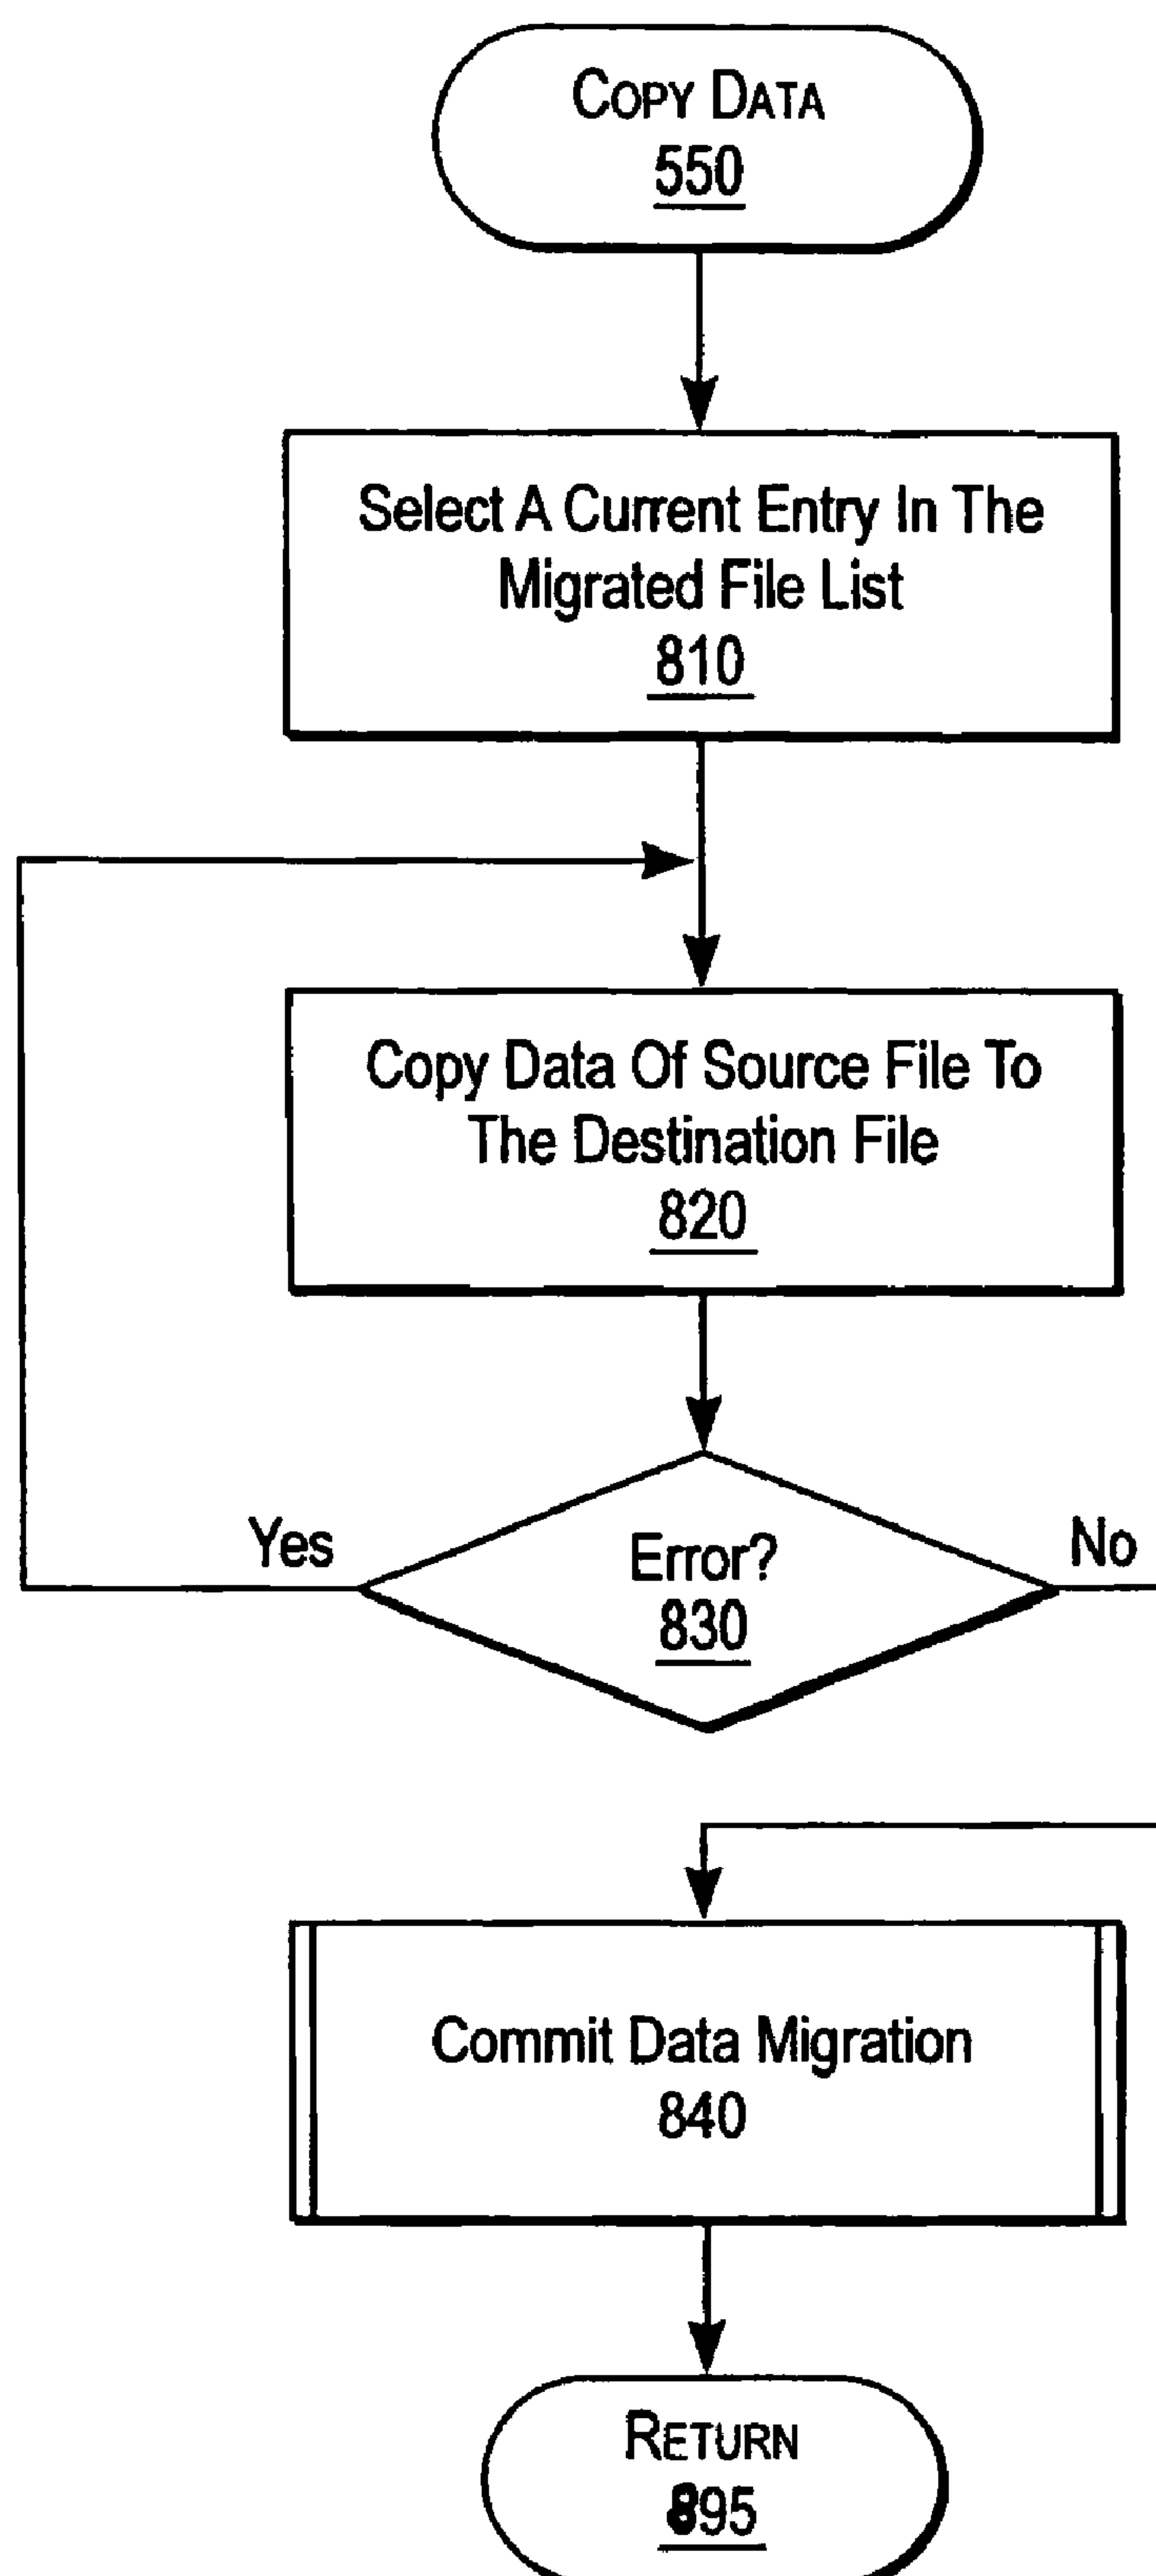 COPY DATA
550
Select A Current Entry In The
Migrated File List
810
Copy Data Of Source File To
The Destination File
820
Yes
Error?
No
830
Commit Data Migration
840
RETURN
895